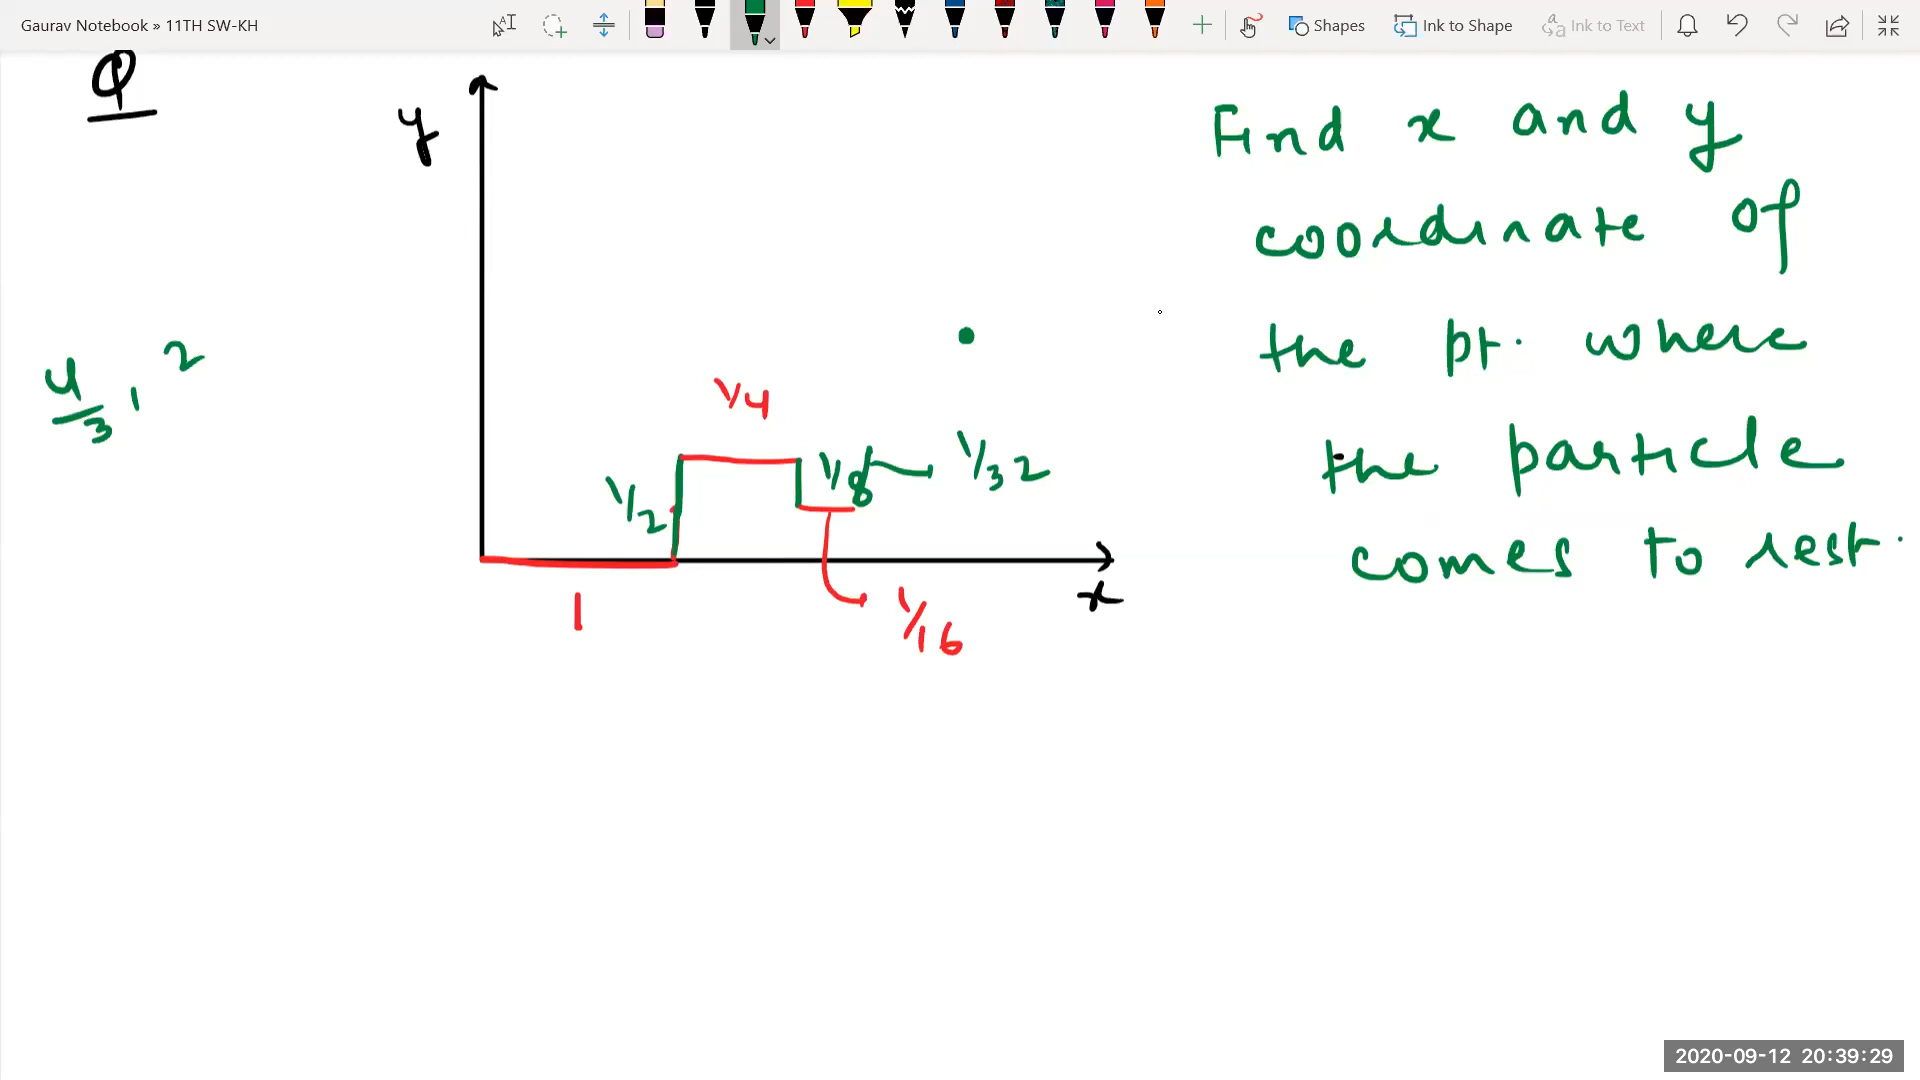 Gaurav Notebook » 11TH SW-KH
Shapes
Ink to Shape
Ink to Text
Q
y
Find x and y
coordinate of
the pt. where
the particle
comes to rest.
4/3, 2
1/4
1/2
1/8
1/32
1
1/16
x
2020-09-12 20:39:29